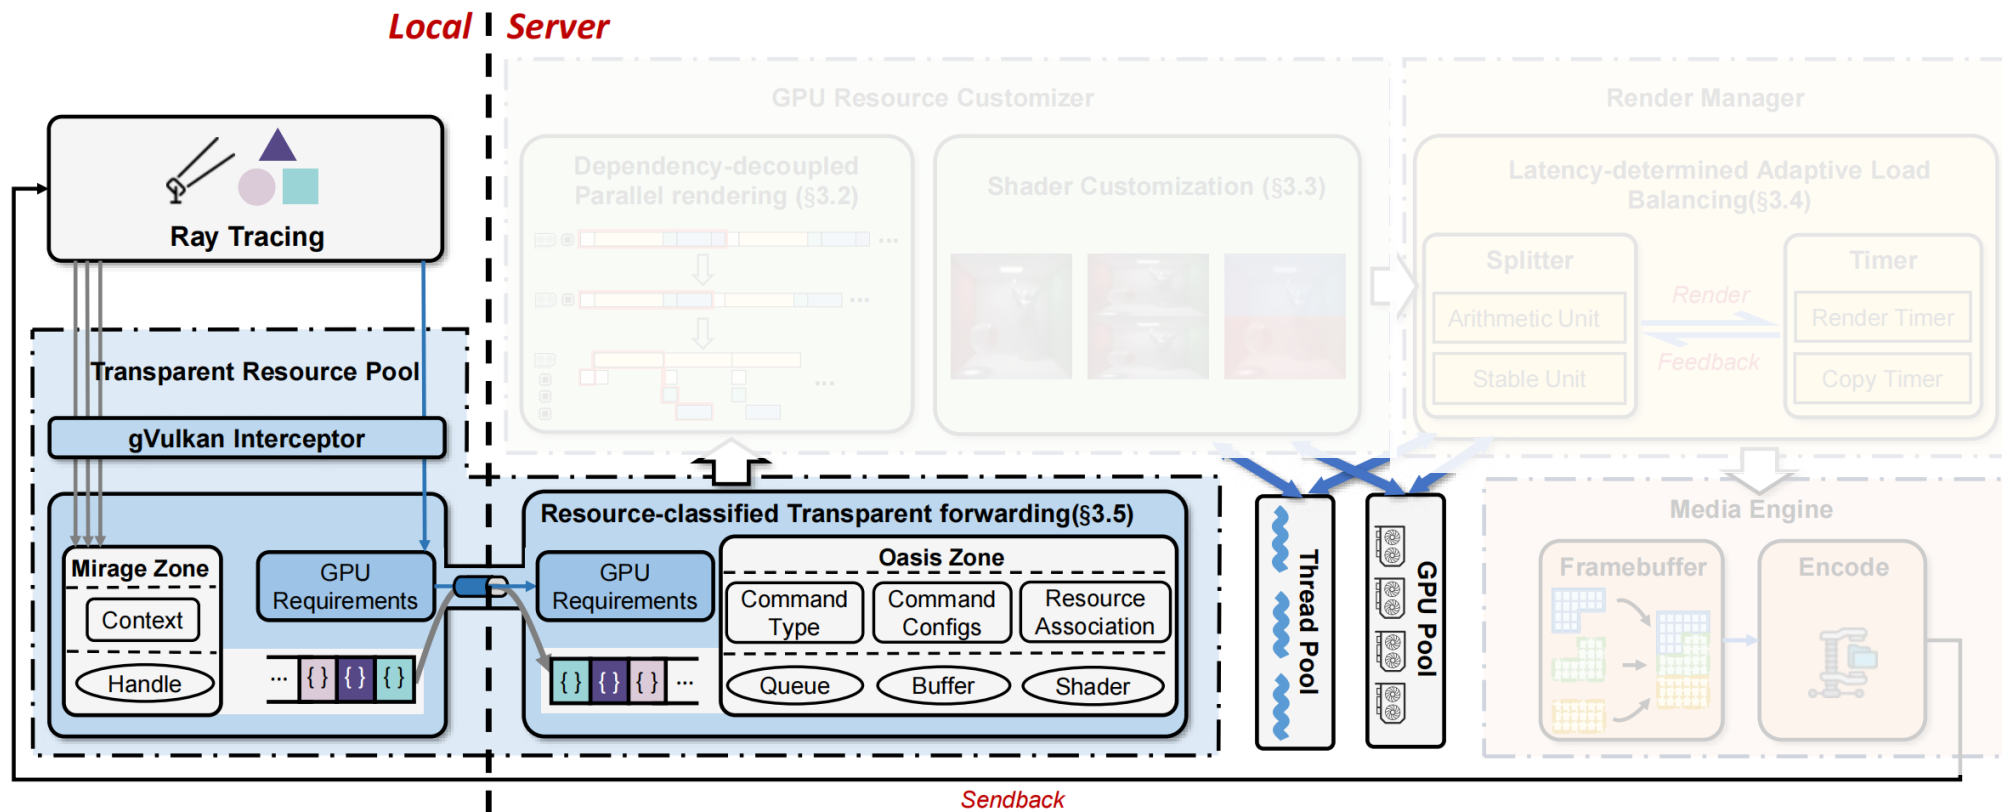 Local
Server
GPU Resource Customizer
Render Manager
Ray Tracing
Dependency-decoupled
Parallel rendering (§3.2)
...
...
...
Shader Customization (§3.3)
Latency-determined Adaptive Load
Balancing(§3.4)
Splitter
Arithmetic Unit
Stable Unit
Render
Feedback
Timer
Render Timer
Copy Timer
Transparent Resource Pool
gVulkan Interceptor
Mirage Zone
Context
Handle
GPU
Requirements
... { } { } { }
Resource-classified Transparent forwarding(§3.5)
GPU
Requirements
{ } { } { } ...
Oasis Zone
Command
Type
Command
Configs
Resource
Association
Queue
Buffer
Shader
Thread Pool
GPU Pool
Media Engine
Framebuffer
Encode
Sendback